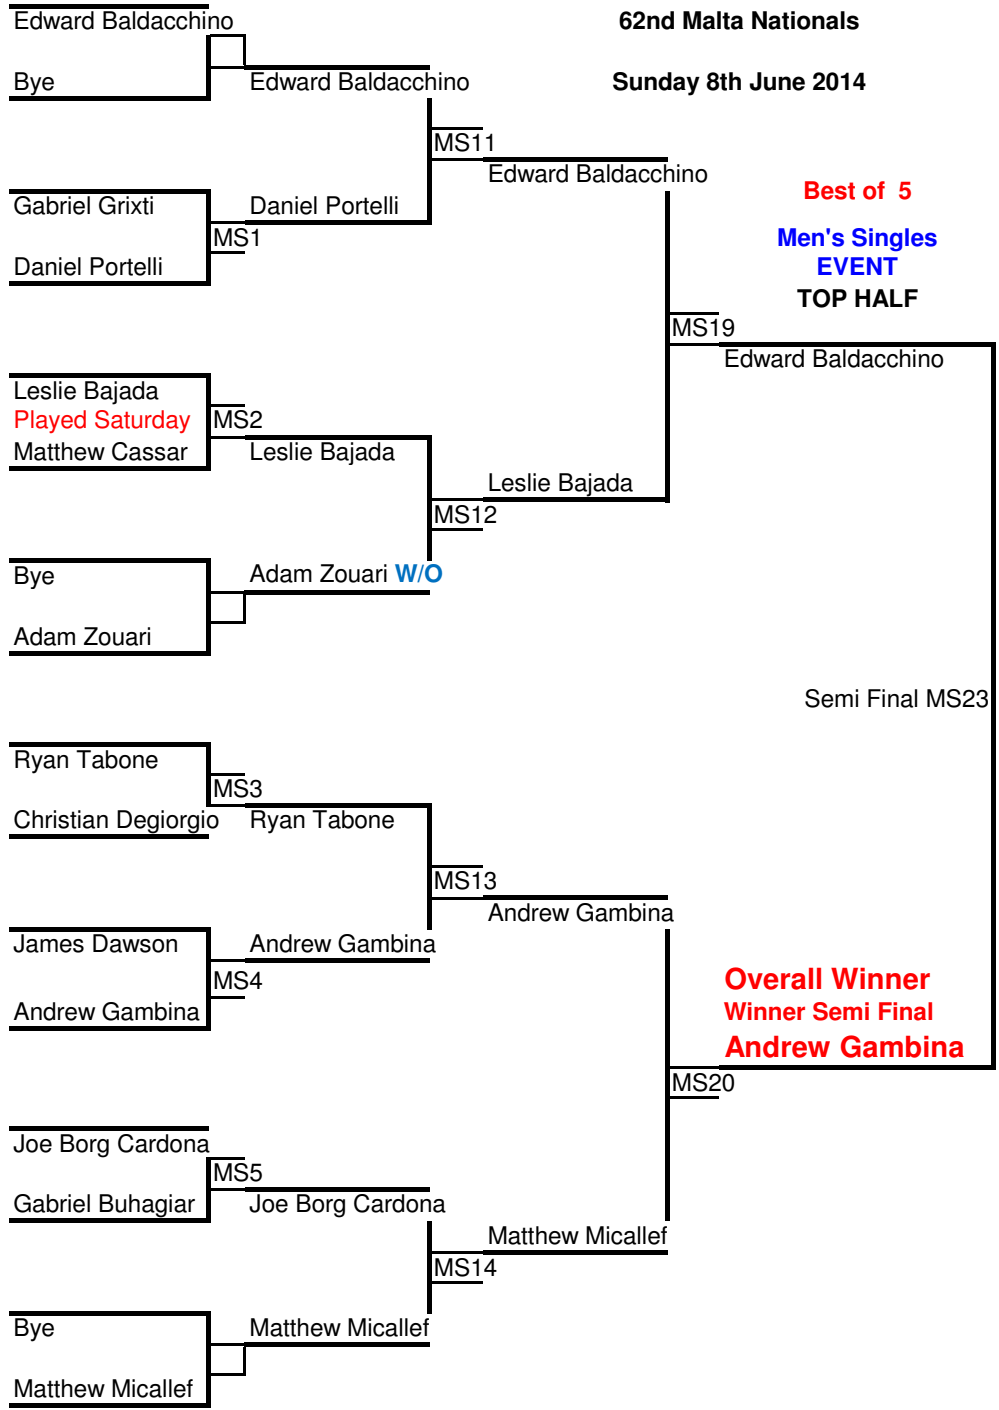 Edward Baldacchino
62nd Malta Nationals
Bye
Edward Baldacchino
Sunday 8th June 2014
MS11
Edward Baldacchino
Best of 5
Gabriel Grixti
Daniel Portelli
MS1
Men's Singles
Daniel Portelli
EVENT
TOP HALF
MS19
Edward Baldacchino
Leslie Bajada
Played Saturday
MS2
Matthew Cassar
Leslie Bajada
Leslie Bajada
MS12
Bye
Adam Zouari W/O
Adam Zouari
Semi Final MS23
Ryan Tabone
MS3
Christian Degiorgio
Ryan Tabone
MS13
Andrew Gambina
James Dawson
Andrew Gambina
MS4
Overall Winner
Andrew Gambina
Winner Semi Final
Andrew Gambina
MS20
Joe Borg Cardona
MS5
Gabriel Buhagiar
Joe Borg Cardona
Matthew Micallef
MS14
Bye
Matthew Micallef
Matthew Micallef